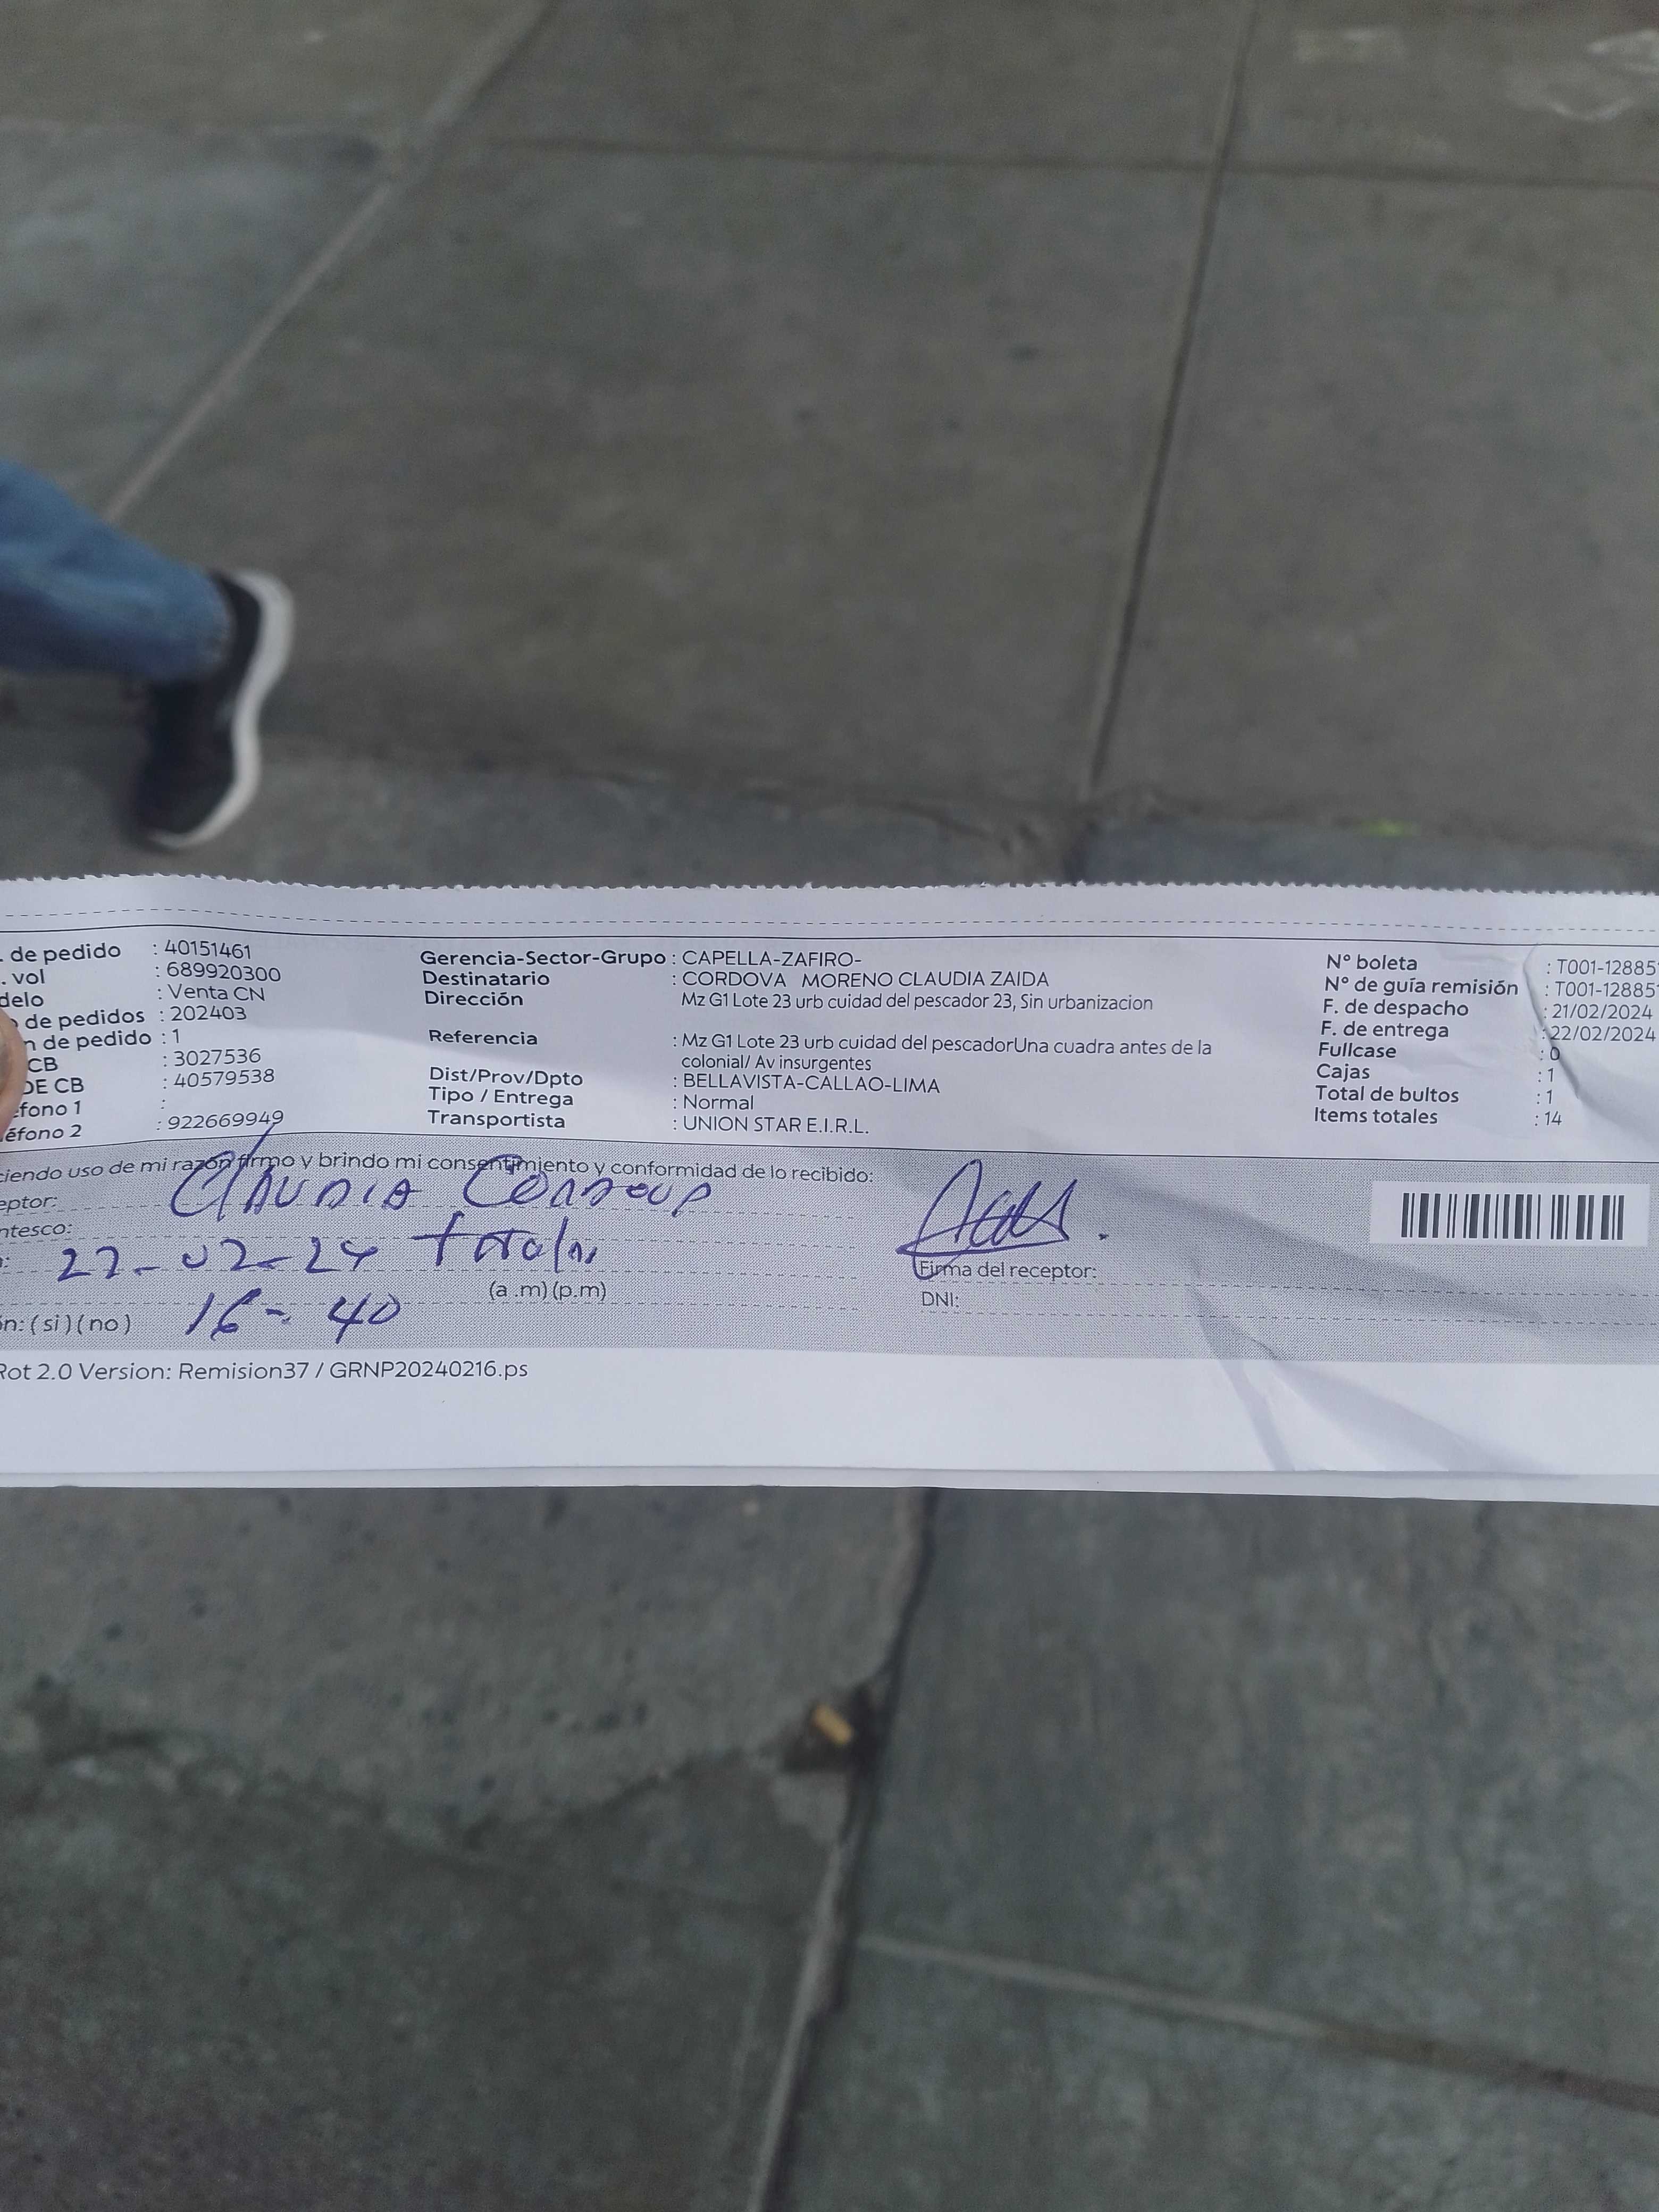 . de pedido : 40151461
. vol : 689920300
delo : Venta CN
de pedidos : 202403
n de pedido : 1
CB : 3027536
DE CB : 40579538
éfono 1 :
éfono 2 : 922669949
Gerencia-Sector-Grupo : CAPELLA-ZAFIRO-
Destinatario : CORDOVA MORENO CLAUDIA ZAIDA
Dirección Mz G1 Lote 23 urb cuidad del pescador 23, Sin urbanizacion
Referencia : Mz G1 Lote 23 urb cuidad del pescadorUna cuadra antes de la
colonial/ Av insurgentes
Dist/Prov/Dpto : BELLAVISTA-CALLAO-LIMA
Tipo / Entrega : Normal
Transportista : UNION STAR E.I.R.L.
N° boleta : T001-12885
N° de guía remisión : T001-12885
F. de despacho : 21/02/2024
F. de entrega : 22/02/2024
Fullcase : 0
Cajas : 1
Total de bultos : 1
Items totales : 14
ciendo uso de mi razón firmo y brindo mi consentimiento y conformidad de lo recibido:
eptor: Claudia
ntesco:
22-02-24
(a .m) (p.m)
ón: ( si ) ( no ) 16-40
Firma del receptor:
DNI:
Rot 2.0 Version: Remision37 / GRNP20240216.ps